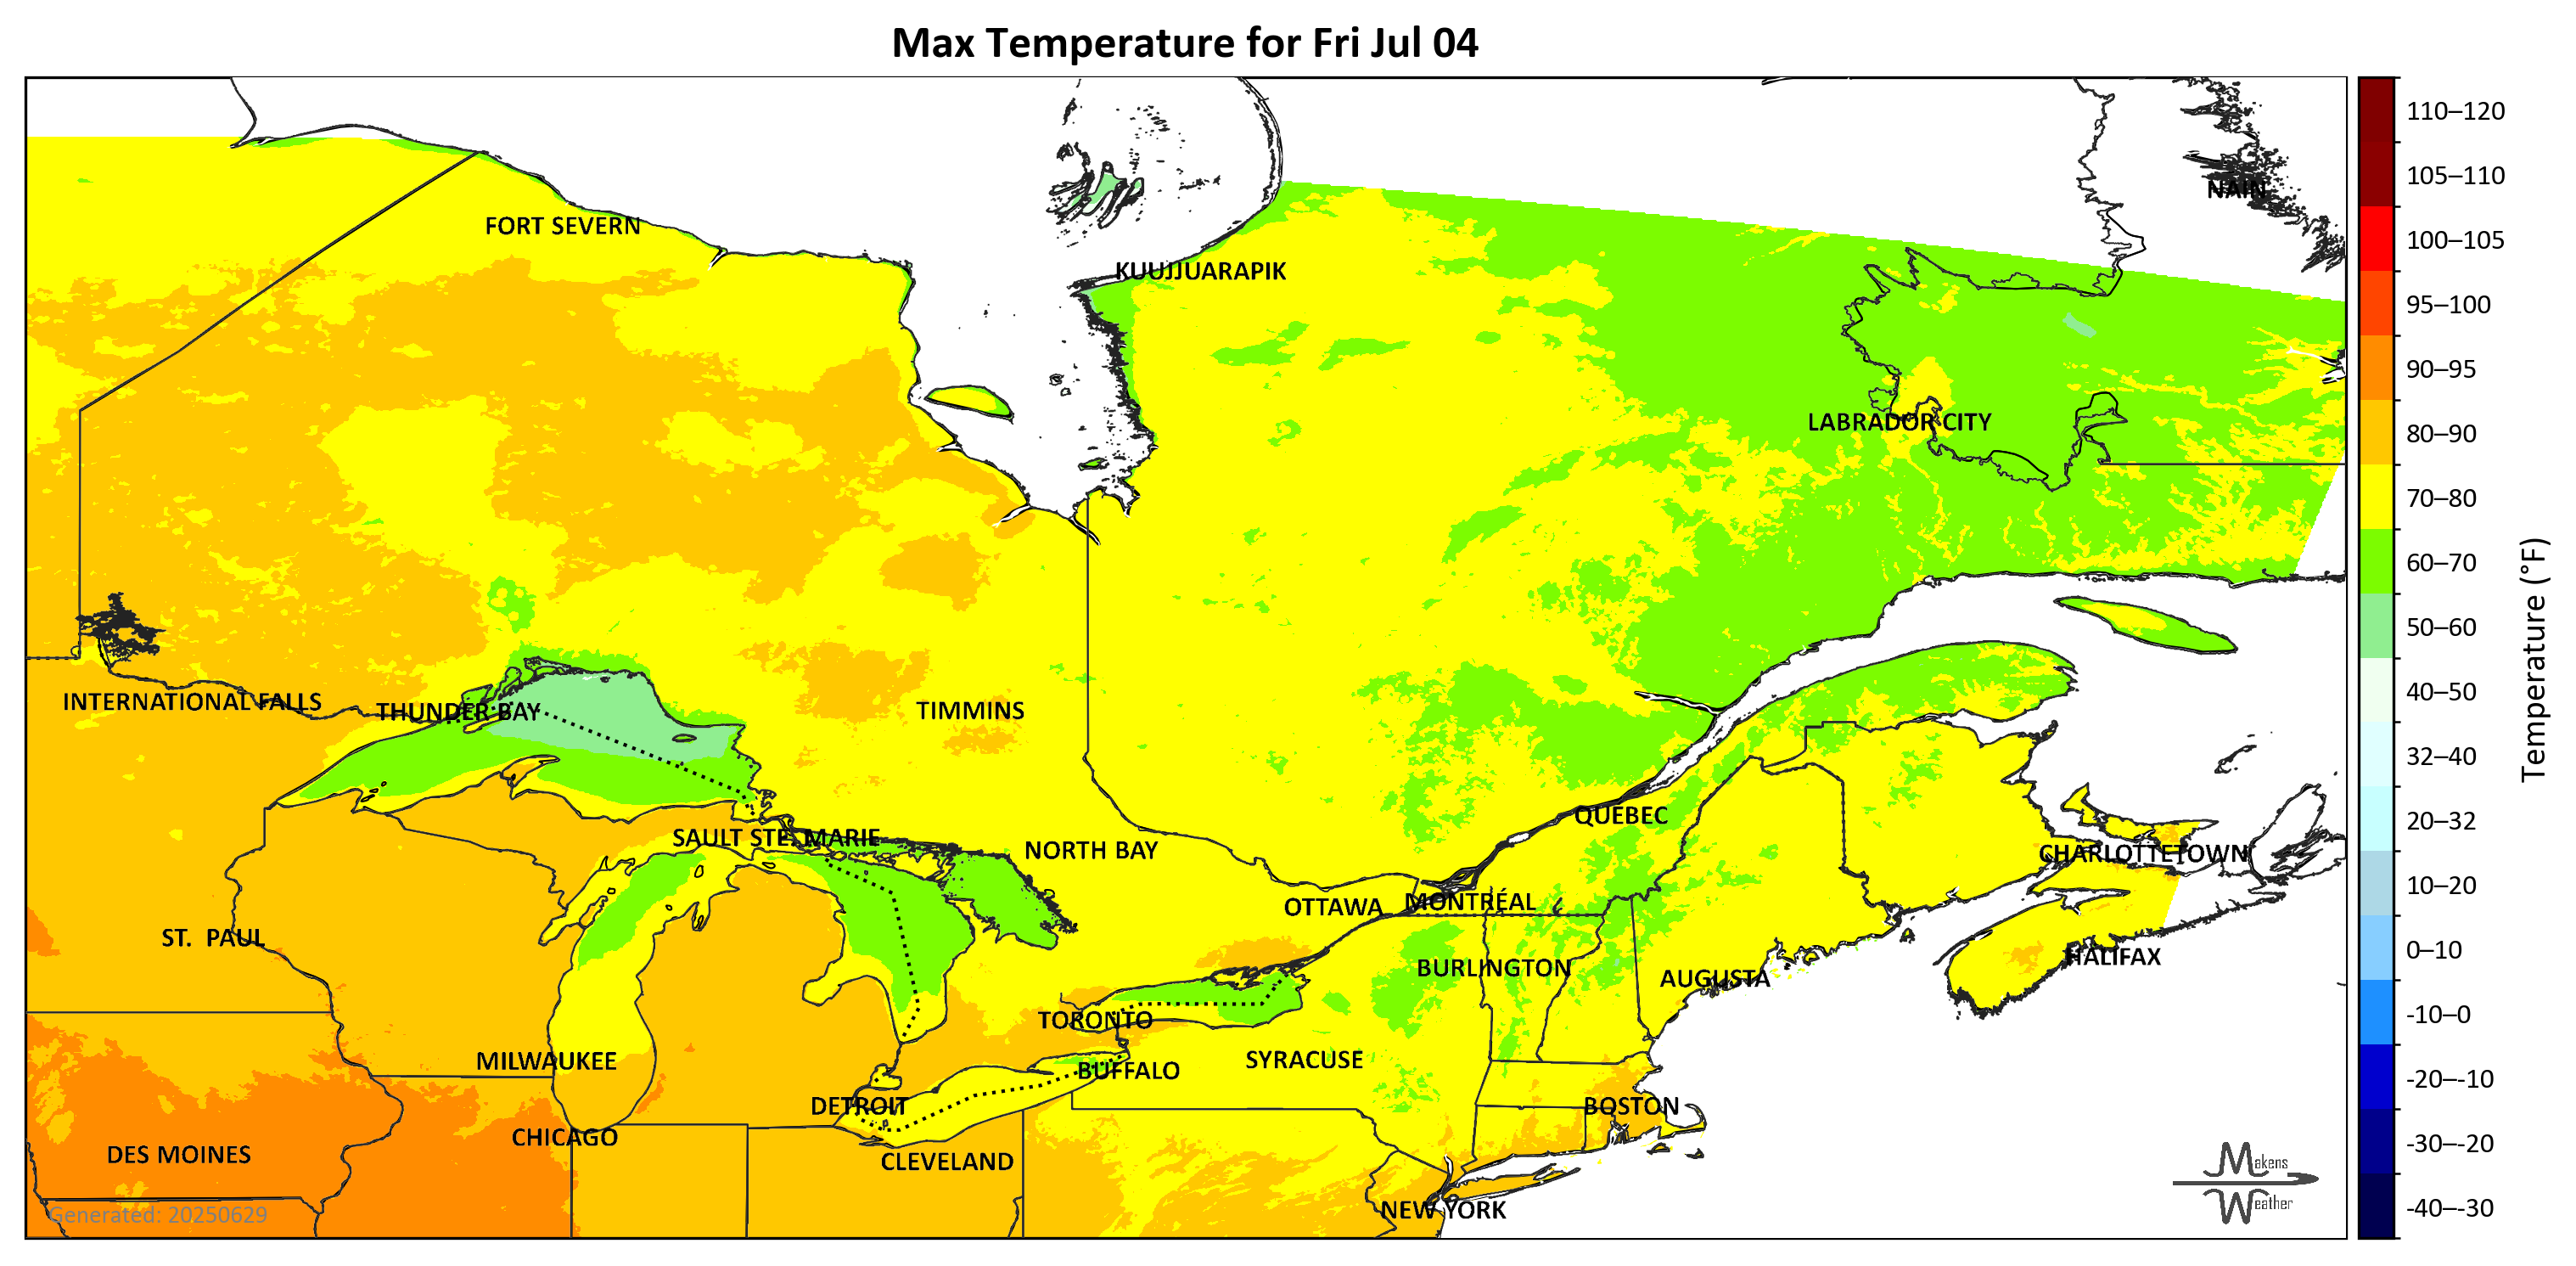 Max Temperature for Fri Jul 04
NAIN
FORT SEVERN
KUUJJUARAPIK
LABRADOR CITY
INTERNATIONAL FALLS
THUNDER BAY
TIMMINS
QUÉBEC
SAULT STE. MARIE
NORTH BAY
CHARLOTTETOWN
OTTAWA
MONTRÉAL
ST.  PAUL
HALIFAX
BURLINGTON
AUGUSTA
TORONTO
MILWAUKEE
BUFFALO
SYRACUSE
DETROIT
BOSTON
CHICAGO
DES MOINES
CLEVELAND
NEW YORK
Generated: 20250629
Makens
Weather
110–120
105–110
100–105
95–100
90–95
80–90
70–80
60–70
50–60
40–50
32–40
20–32
10–20
0–10
-10–0
-20–-10
-30–-20
-40–-30
Temperature (°F)